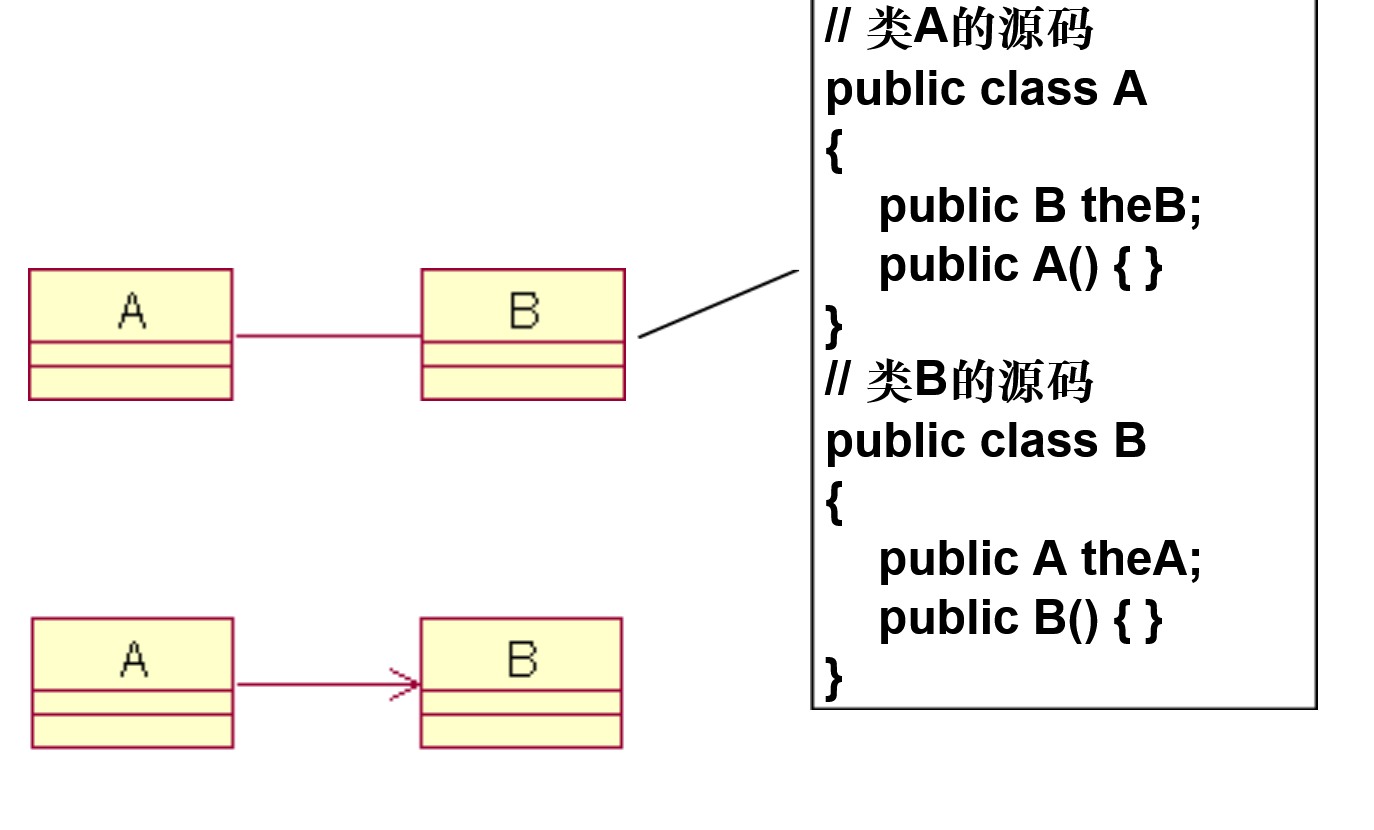 // 类A的源码
public class A
{
public B theB;
public A() { }
}
// 类B的源码
public class B
{
public A theA;
public B() { }
}
A
B
A
B